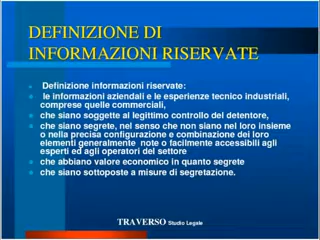 DEFINIZIONE DI
INFORMAZIONI RISERVATE
Definizione informazioni riservate:
le informazioni aziendali e le esperienze tecnico industriali,
comprese quelle commerciali,
che siano soggette al legittimo controllo del detentore,
che siano segrete, nel senso che non siano nel loro insieme
o nella precisa configurazione e combinazione dei loro
elementi generalmente note o facilmente accessibili agli
esperti ed agli operatori del settore
che abbiano valore economico in quanto segrete
che siano sottoposte a misure di segretazione.
TRAVERSO Studio Legale